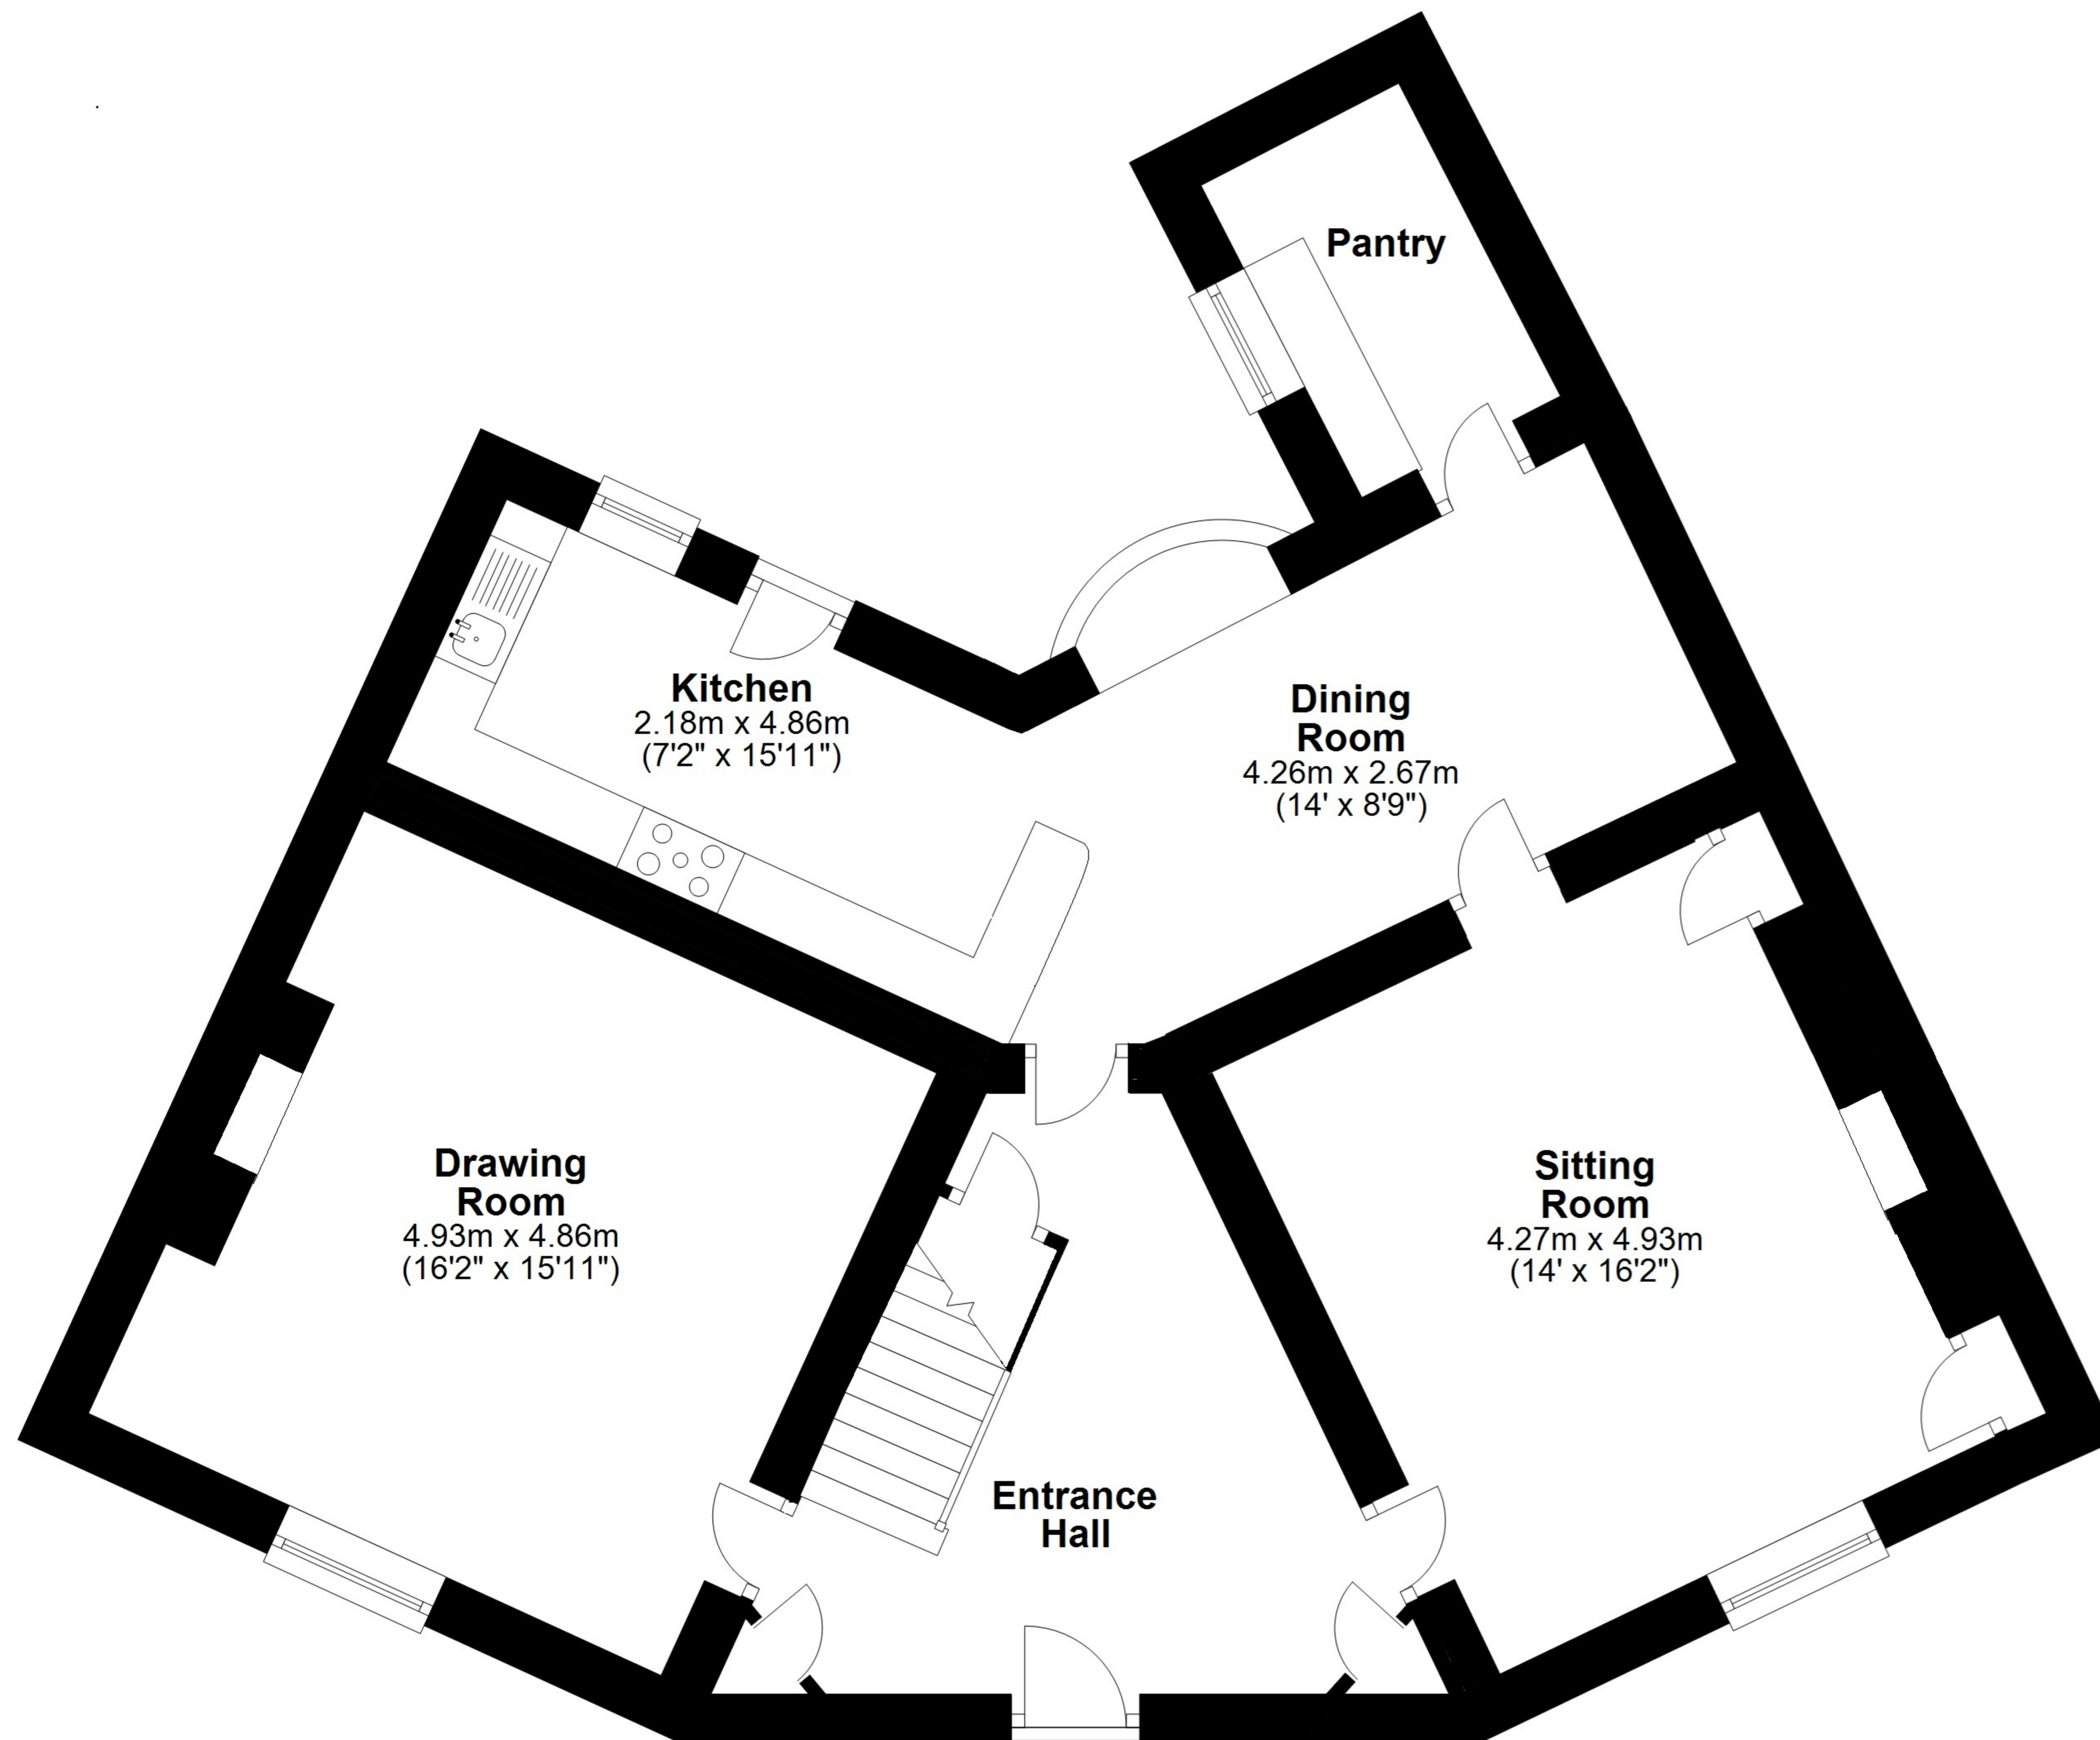 Pantry
Kitchen
2.18m x 4.86m
(7'2" x 15'11")
Dining
Room
4.26m x 2.67m
(14' x 8'9")
Drawing
Room
4.93m x 4.86m
(16'2" x 15'11")
Sitting
Room
4.27m x 4.93m
(14' x 16'2")
Entrance
Hall